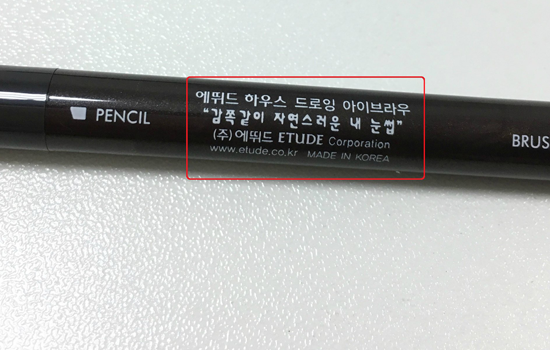 PENCIL
에뛰드 하우스 드로잉 아이브라우
"감쪽같이 자연스러운 내 눈썹"
(주)에뛰드 ETUDE Corporation
www.etude.co.kr MADE IN KOREA
BRUS